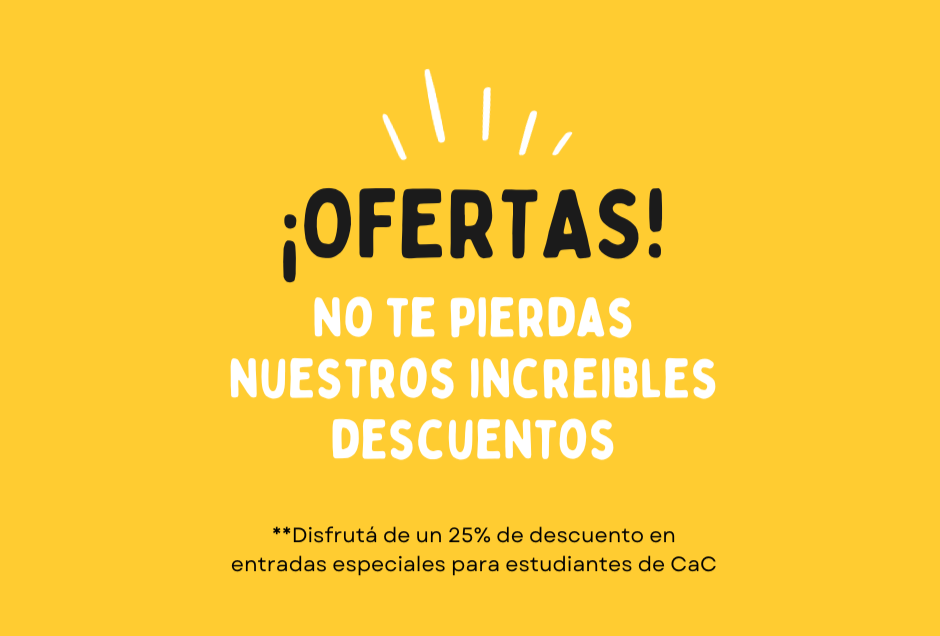 ¡OFERTAS!
NO TE PIERDAS
NUESTROS INCREIBLES
DESCUENTOS
**Disfrutá de un 25% de descuento en
entradas especiales para estudiantes de CaC